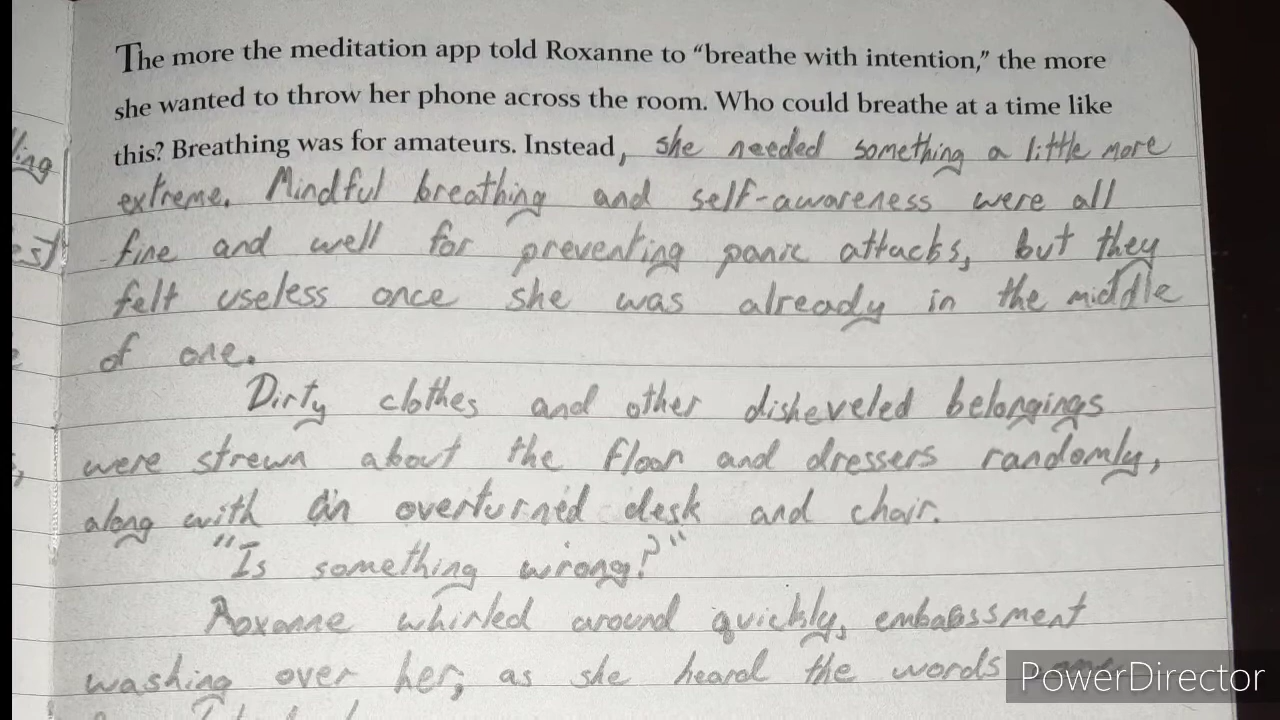 The more the meditation app told Roxanne to “breathe with intention,” the more
she wanted to throw her phone across the room. Who could breathe at a time like
this? Breathing was for amateurs. Instead, she needed something a little more
extreme. Mindful breathing and self-awareness were all
fine and well for preventing panic attacks, but they
felt useless once she was already in the middle
of one.
Dirty clothes and other disheveled belongings
were strewn about the floor and dressers randomly,
along with an overturned desk and chair.
"Is something wrong?"
Roxanne whirled around quickly, embarassment
washing over her, as she heard the words
PowerDirector